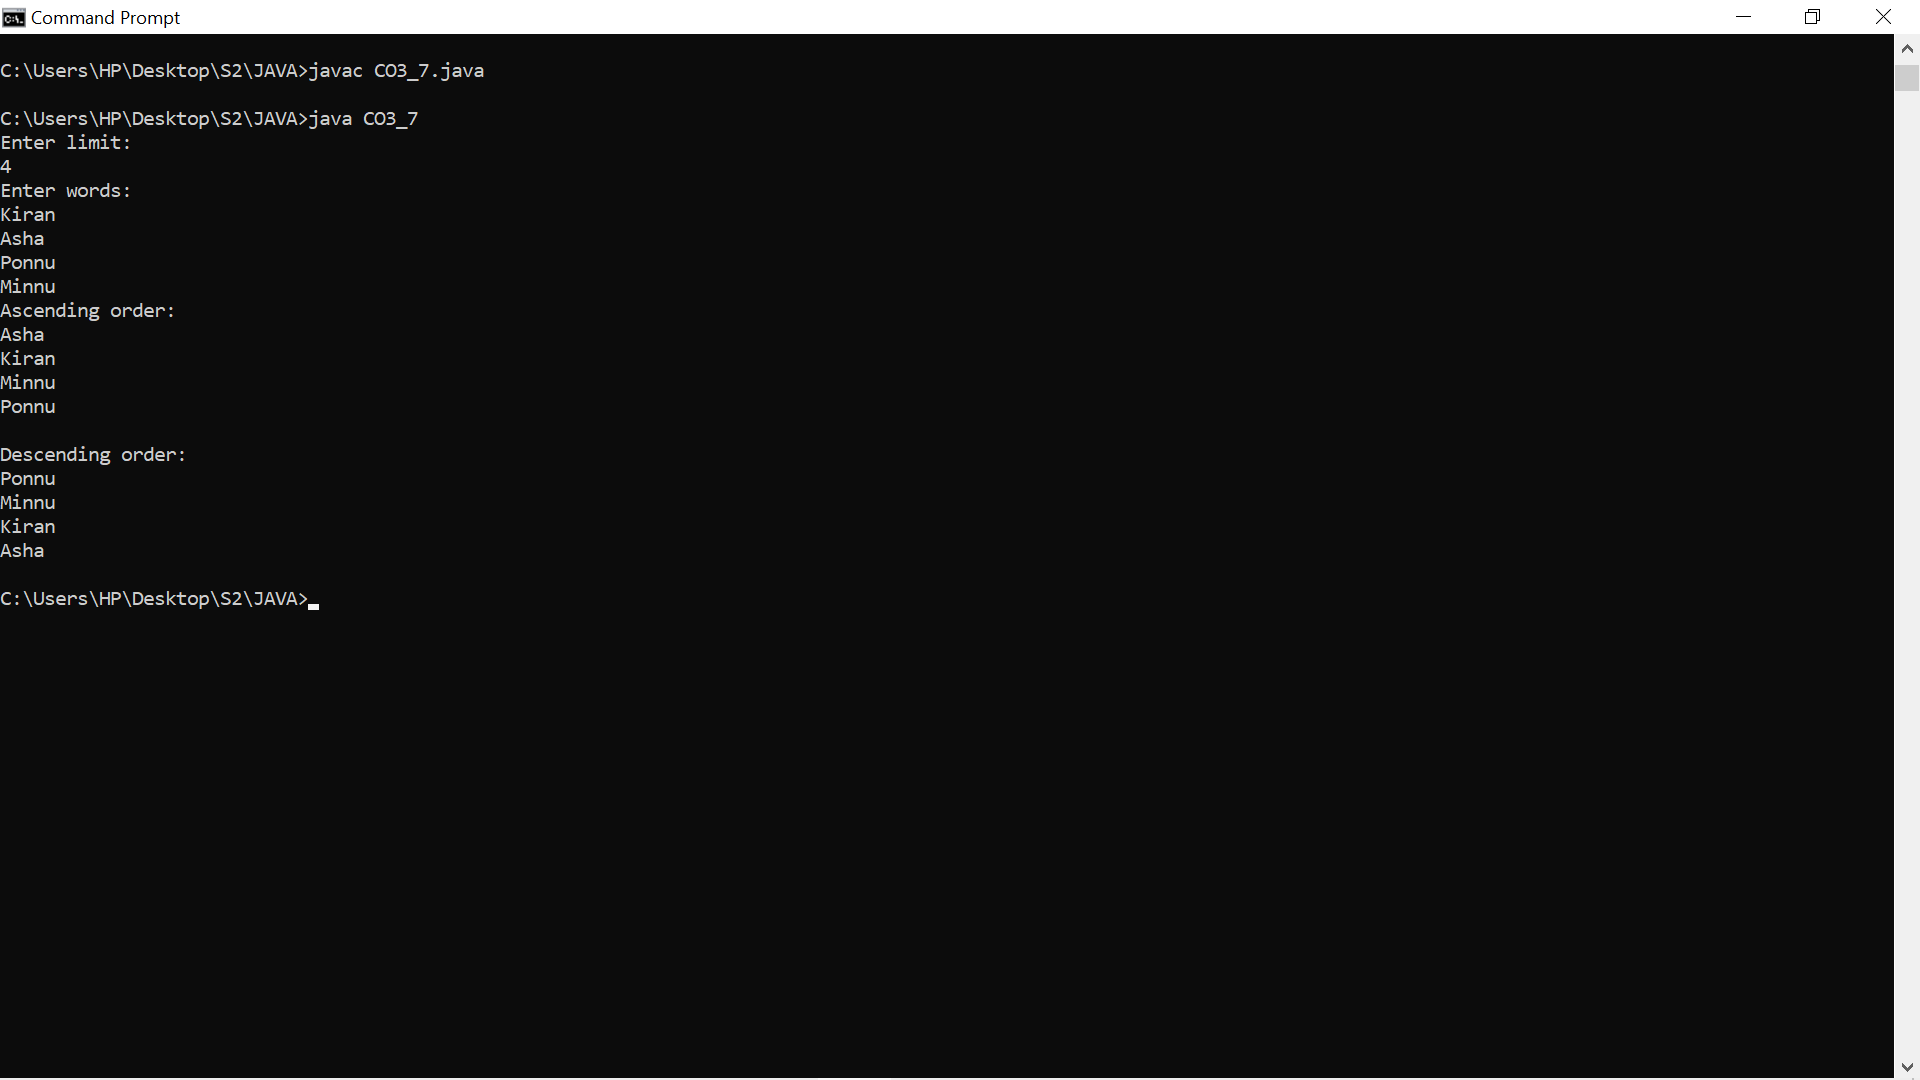 Command Prompt
C:\Users\HP\Desktop\S2\JAVA>javac CO3_7.java
C:\Users\HP\Desktop\S2\JAVA>java CO3_7
Enter limit:
4
Enter words:
Kiran
Asha
Ponnu
Minnu
Ascending order:
Asha
Kiran
Minnu
Ponnu
Descending order:
Ponnu
Minnu
Kiran
Asha
C:\Users\HP\Desktop\S2\JAVA>